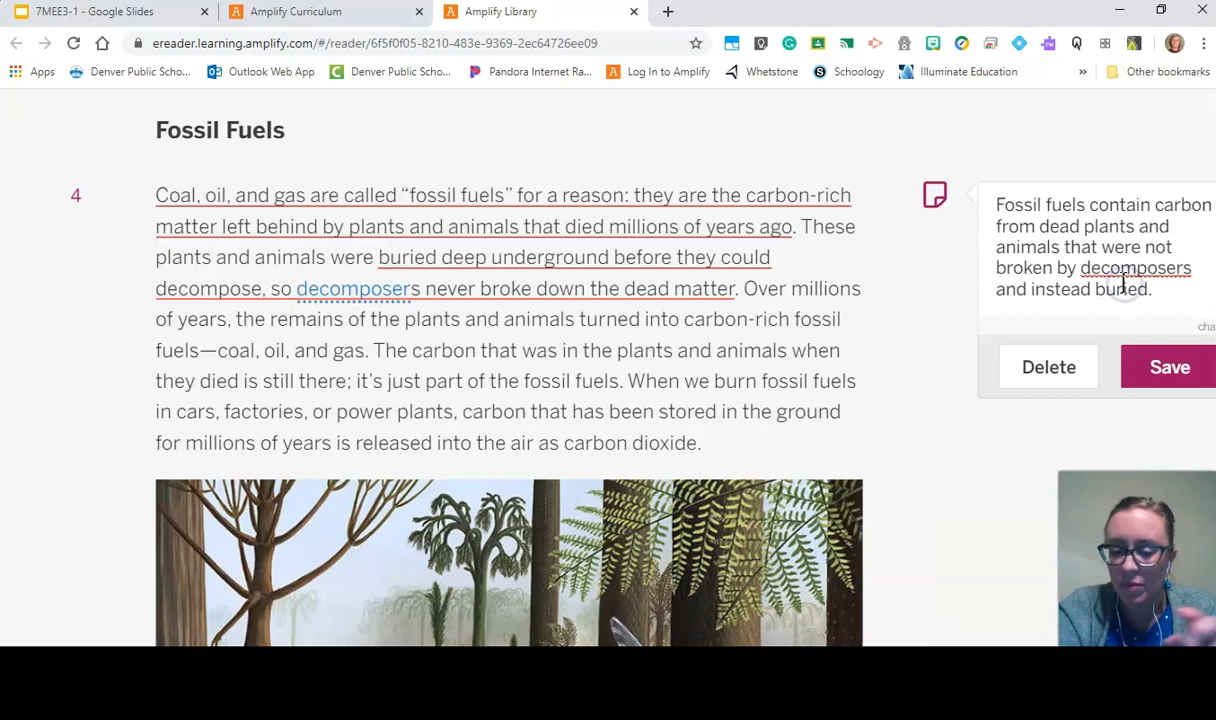 7MEE3-1 - Google Slides
Amplify Curriculum
Amplify Library
ereader.learning.amplify.com/#/reader/6f5f0f05-8210-483e-9369-2ec64726ee09
Apps
Denver Public Scho...
Outlook Web App
Denver Public Scho...
Pandora Internet Ra...
Log In to Amplify
Whetstone
Schoology
Illuminate Education
»
Other bookmarks
Fossil Fuels
4
Coal, oil, and gas are called “fossil fuels” for a reason: they are the carbon-rich
matter left behind by plants and animals that died millions of years ago. These
plants and animals were buried deep underground before they could
decompose, so decomposers never broke down the dead matter. Over millions
of years, the remains of the plants and animals turned into carbon-rich fossil
fuels—coal, oil, and gas. The carbon that was in the plants and animals when
they died is still there; it’s just part of the fossil fuels. When we burn fossil fuels
in cars, factories, or power plants, carbon that has been stored in the ground
for millions of years is released into the air as carbon dioxide.
Fossil fuels contain carbon
from dead plants and
animals that were not
broken by decomposers
and instead buried.
cha
Delete
Save